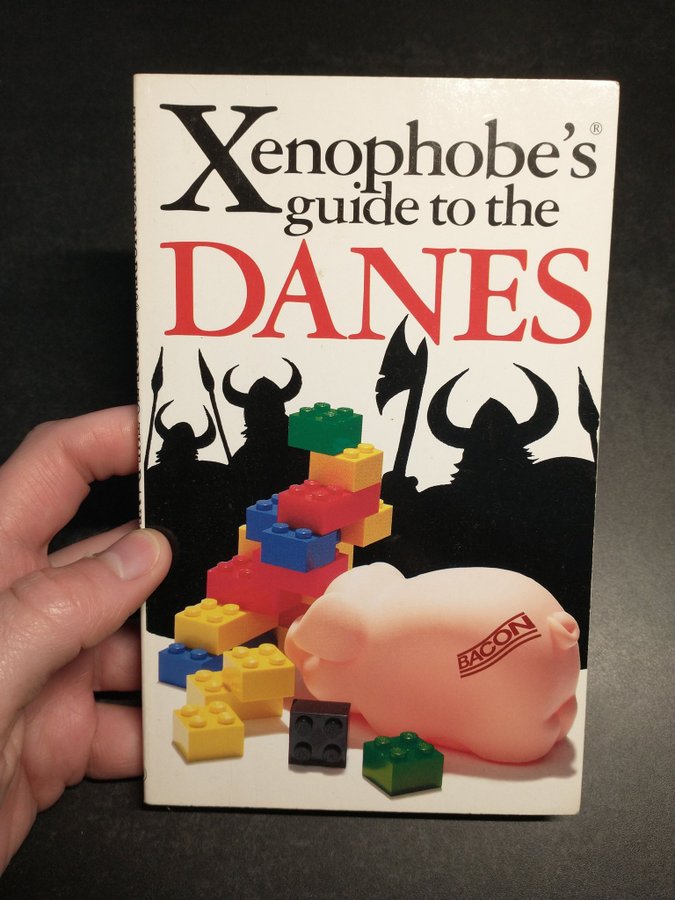 Xenophobe's®
guide to the
DANES
BACON